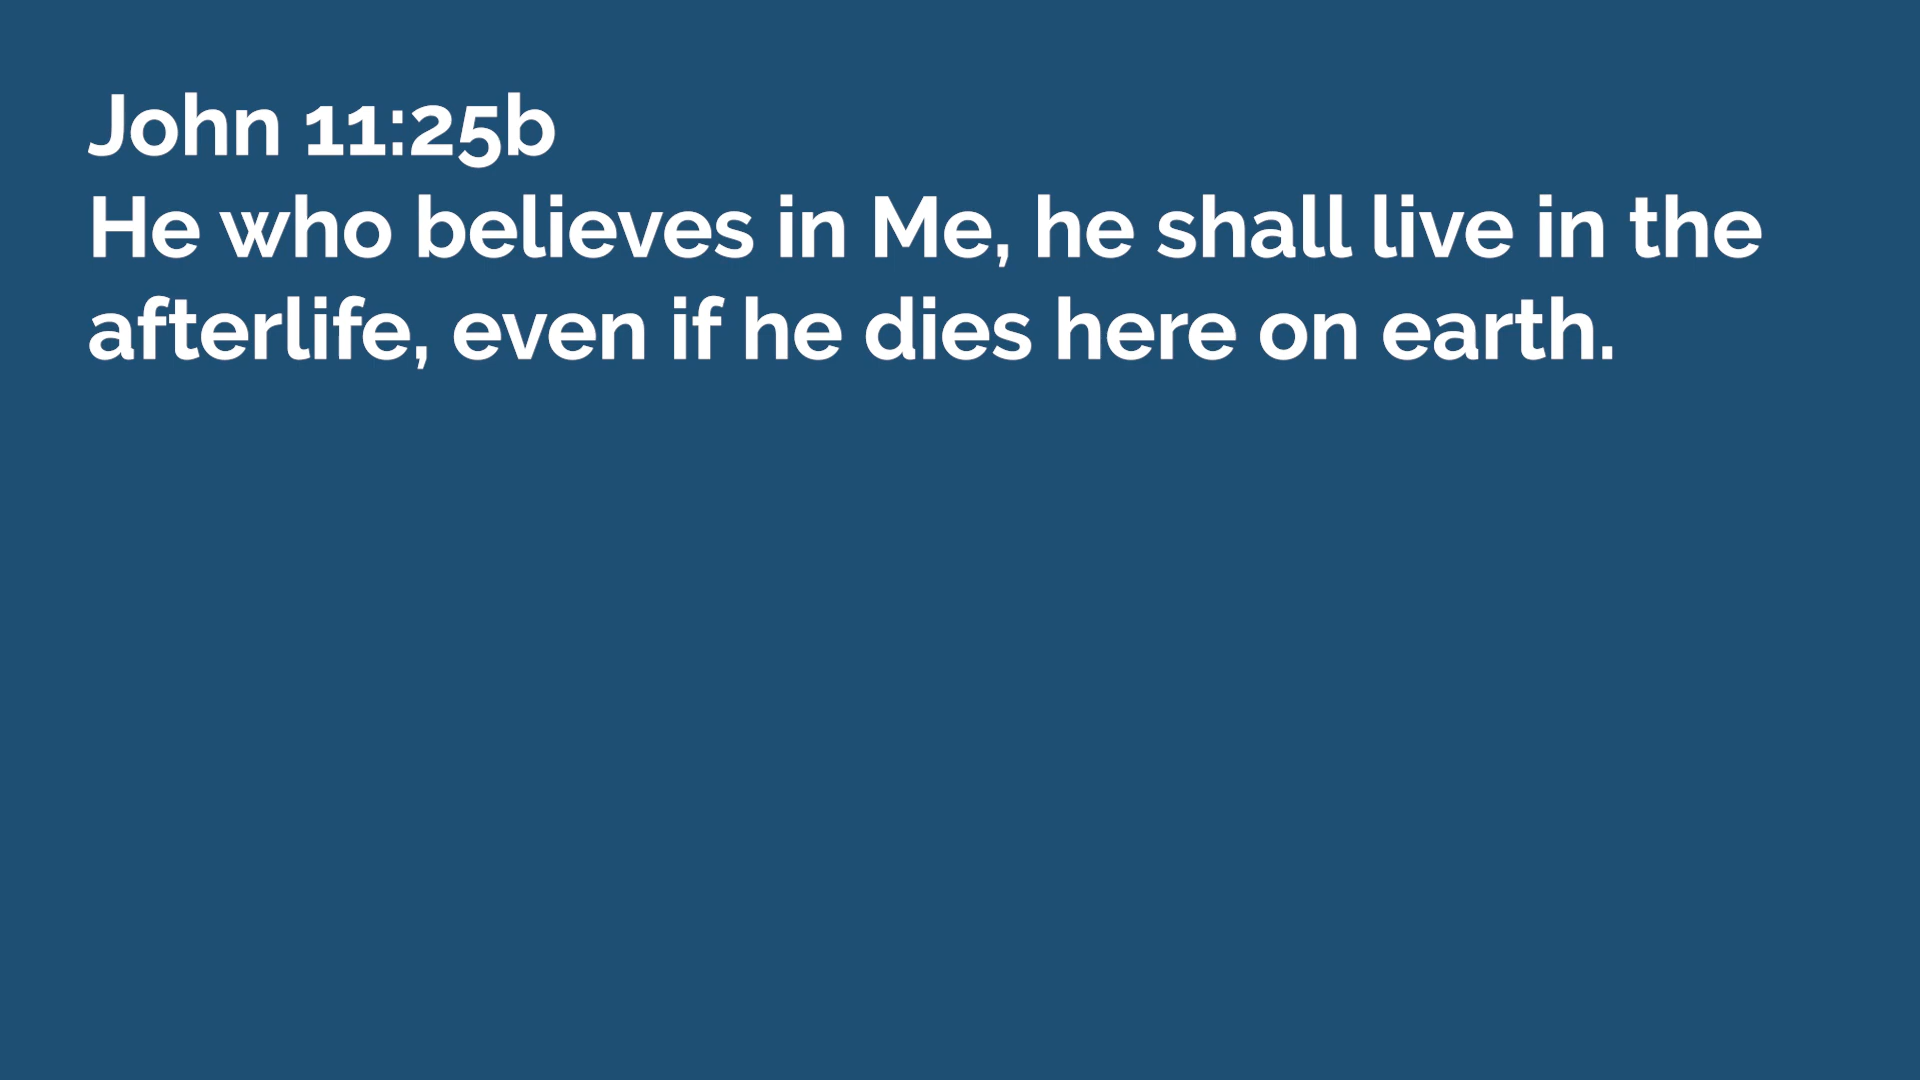 John 11:25b
He who believes in Me, he shall live in the
afterlife, even if he dies here on earth.